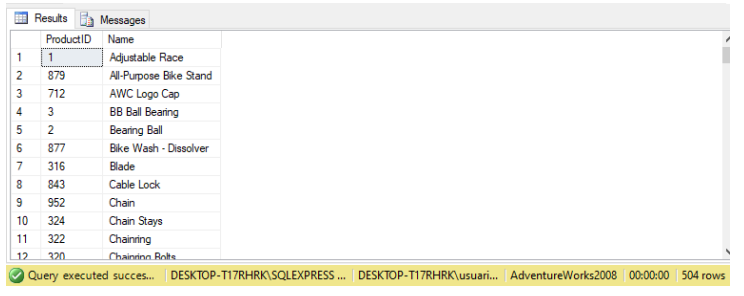 Results Messages
ProductID Name
1 1 Adjustable Race
2 879 All-Purpose Bike Stand
3 712 AWC Logo Cap
4 3 BB Ball Bearing
5 2 Bearing Ball
6 877 Bike Wash - Dissolver
7 316 Blade
8 843 Cable Lock
9 952 Chain
10 324 Chain Stays
11 322 Chainring
12 320 Chainring Bolts
Query executed succes... DESKTOP-T17RHRK\SQLEXPRESS ... DESKTOP-T17RHRK\usuari... AdventureWorks2008 00:00:00 504 rows